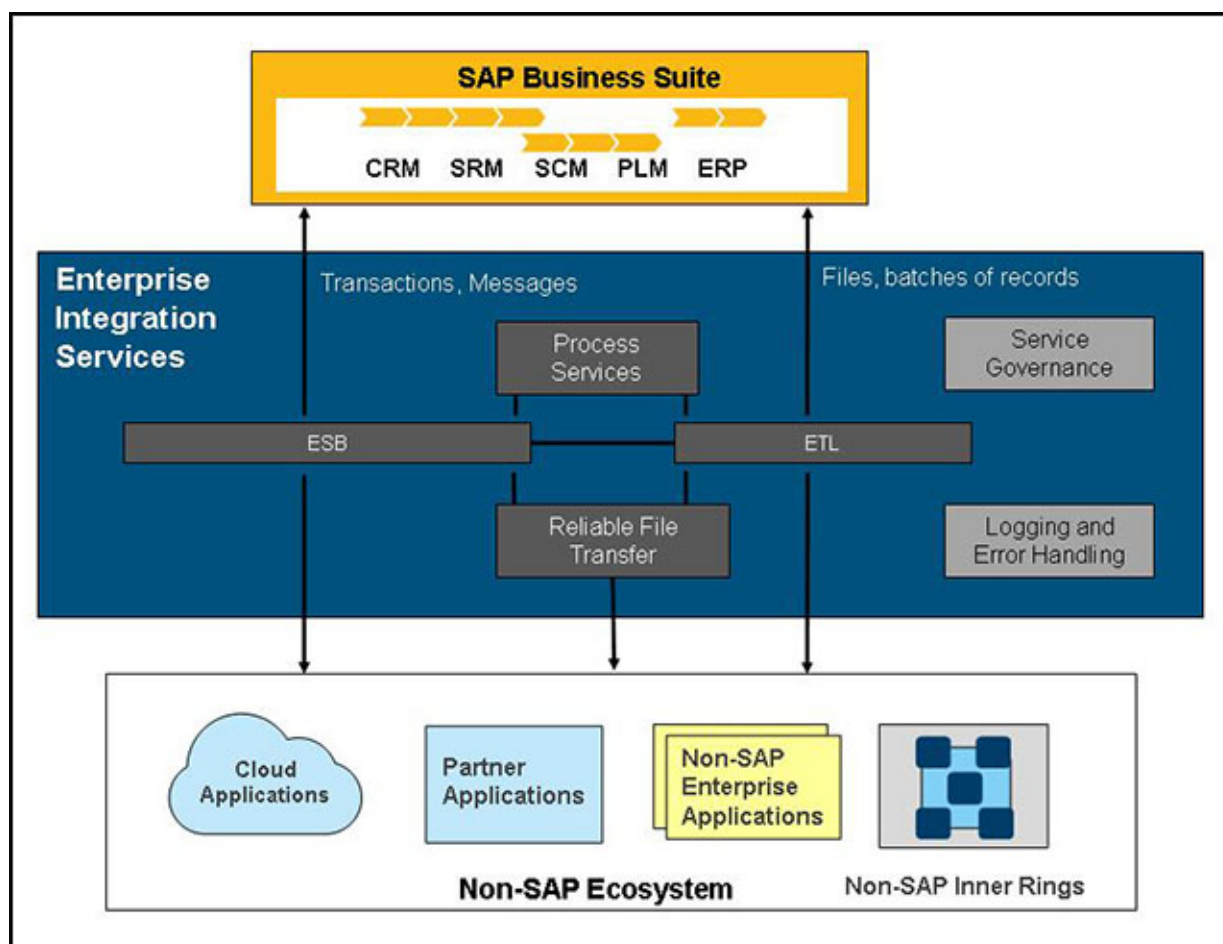 SAP Business Suite
CRM SRM SCM PLM ERP
Enterprise
Integration
Services
Transactions, Messages
Files, batches of records
Process
Services
Service
Governance
ESB
ETL
Reliable File
Transfer
Logging and
Error Handling
Cloud
Applications
Partner
Applications
Non-SAP
Enterprise
Applications
Non-SAP Ecosystem
Non-SAP Inner Rings